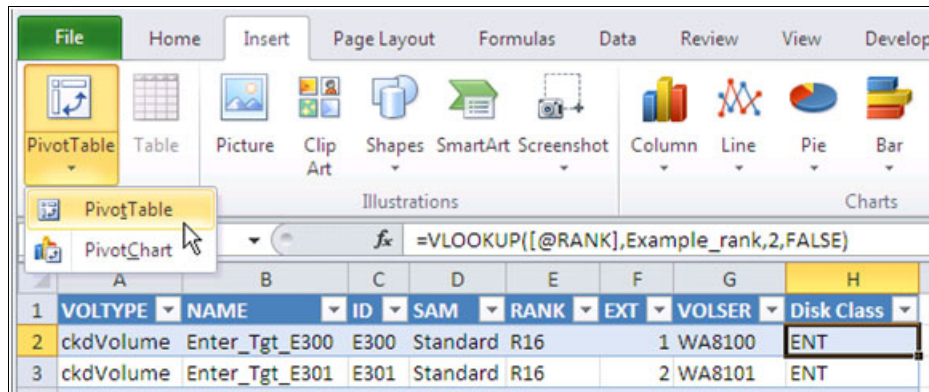 File Home Insert Page Layout Formulas Data Review View Develop
PivotTable Table Picture Clip Art Shapes SmartArt Screenshot Column Line Pie Bar
Illustrations Charts
PivotTable
PivotChart
fx =VLOOKUP([@RANK],Example_rank,2,FALSE)
A B C D E F G H
1 VOLTYPE NAME ID SAM RANK EXT VOLSER Disk Class
2 ckdVolume Enter_Tgt_E300 E300 Standard R16 1 WA8100 ENT
3 ckdVolume Enter_Tgt_E301 E301 Standard R16 2 WA8101 ENT